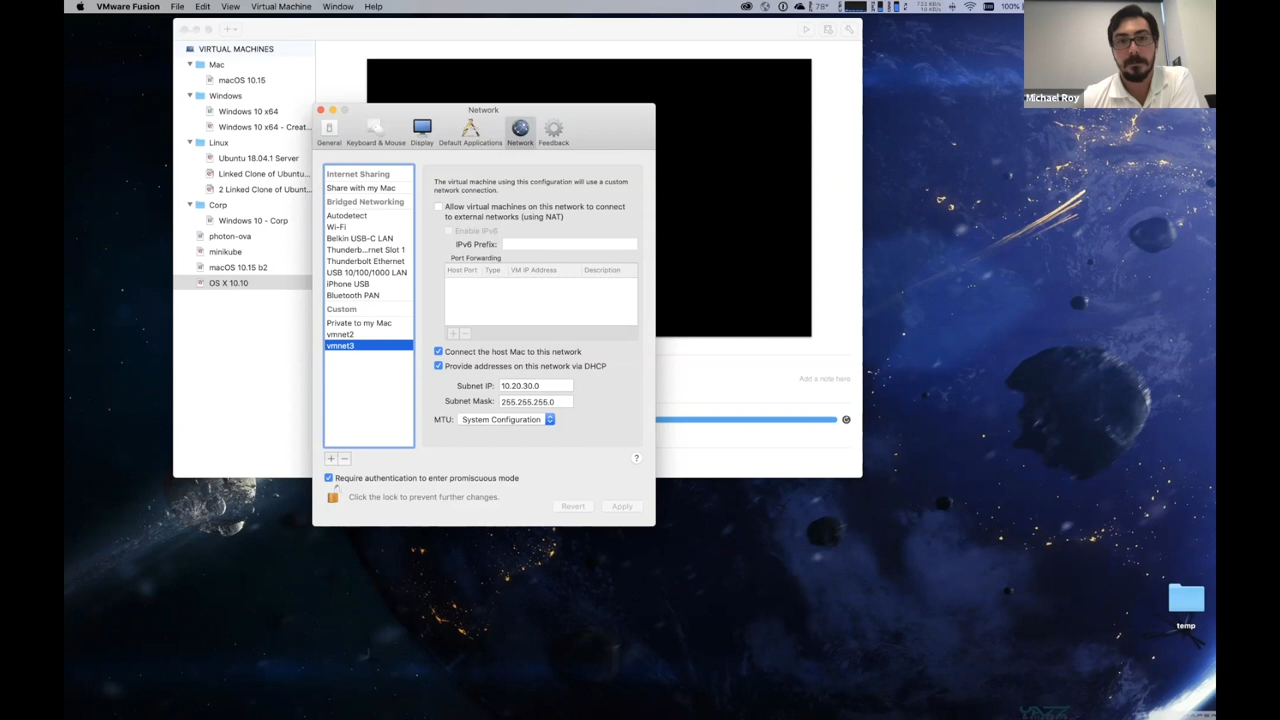 VMware Fusion File Edit View Virtual Machine Window Help
78° 100%
Michael Roy
VIRTUAL MACHINES
Mac
macOS 10.15
Windows
Windows 10 x64
Windows 10 x64 - Creat...
Linux
Ubuntu 18.04.1 Server
Linked Clone of Ubuntu...
2 Linked Clone of Ubunt...
Corp
Windows 10 - Corp
photon-ova
minikube
macOS 10.15 b2
OS X 10.10
Network
General Keyboard & Mouse Display Default Applications Network Feedback
Internet Sharing
Share with my Mac
Bridged Networking
Autodetect
Wi-Fi
Belkin USB-C LAN
Thunderb...rnet Slot 1
Thunderbolt Ethernet
USB 10/100/1000 LAN
iPhone USB
Bluetooth PAN
Custom
Private to my Mac
vmnet2
vmnet3
The virtual machine using this configuration will use a custom
network connection.
Allow virtual machines on this network to connect
to external networks (using NAT)
Enable IPv6
IPv6 Prefix:
Port Forwarding
Host Port Type VM IP Address Description
Connect the host Mac to this network
Provide addresses on this network via DHCP
Subnet IP: 10.20.30.0
Subnet Mask: 255.255.255.0
MTU: System Configuration
?
Require authentication to enter promiscuous mode
Click the lock to prevent further changes.
Revert Apply
Add a note here
temp